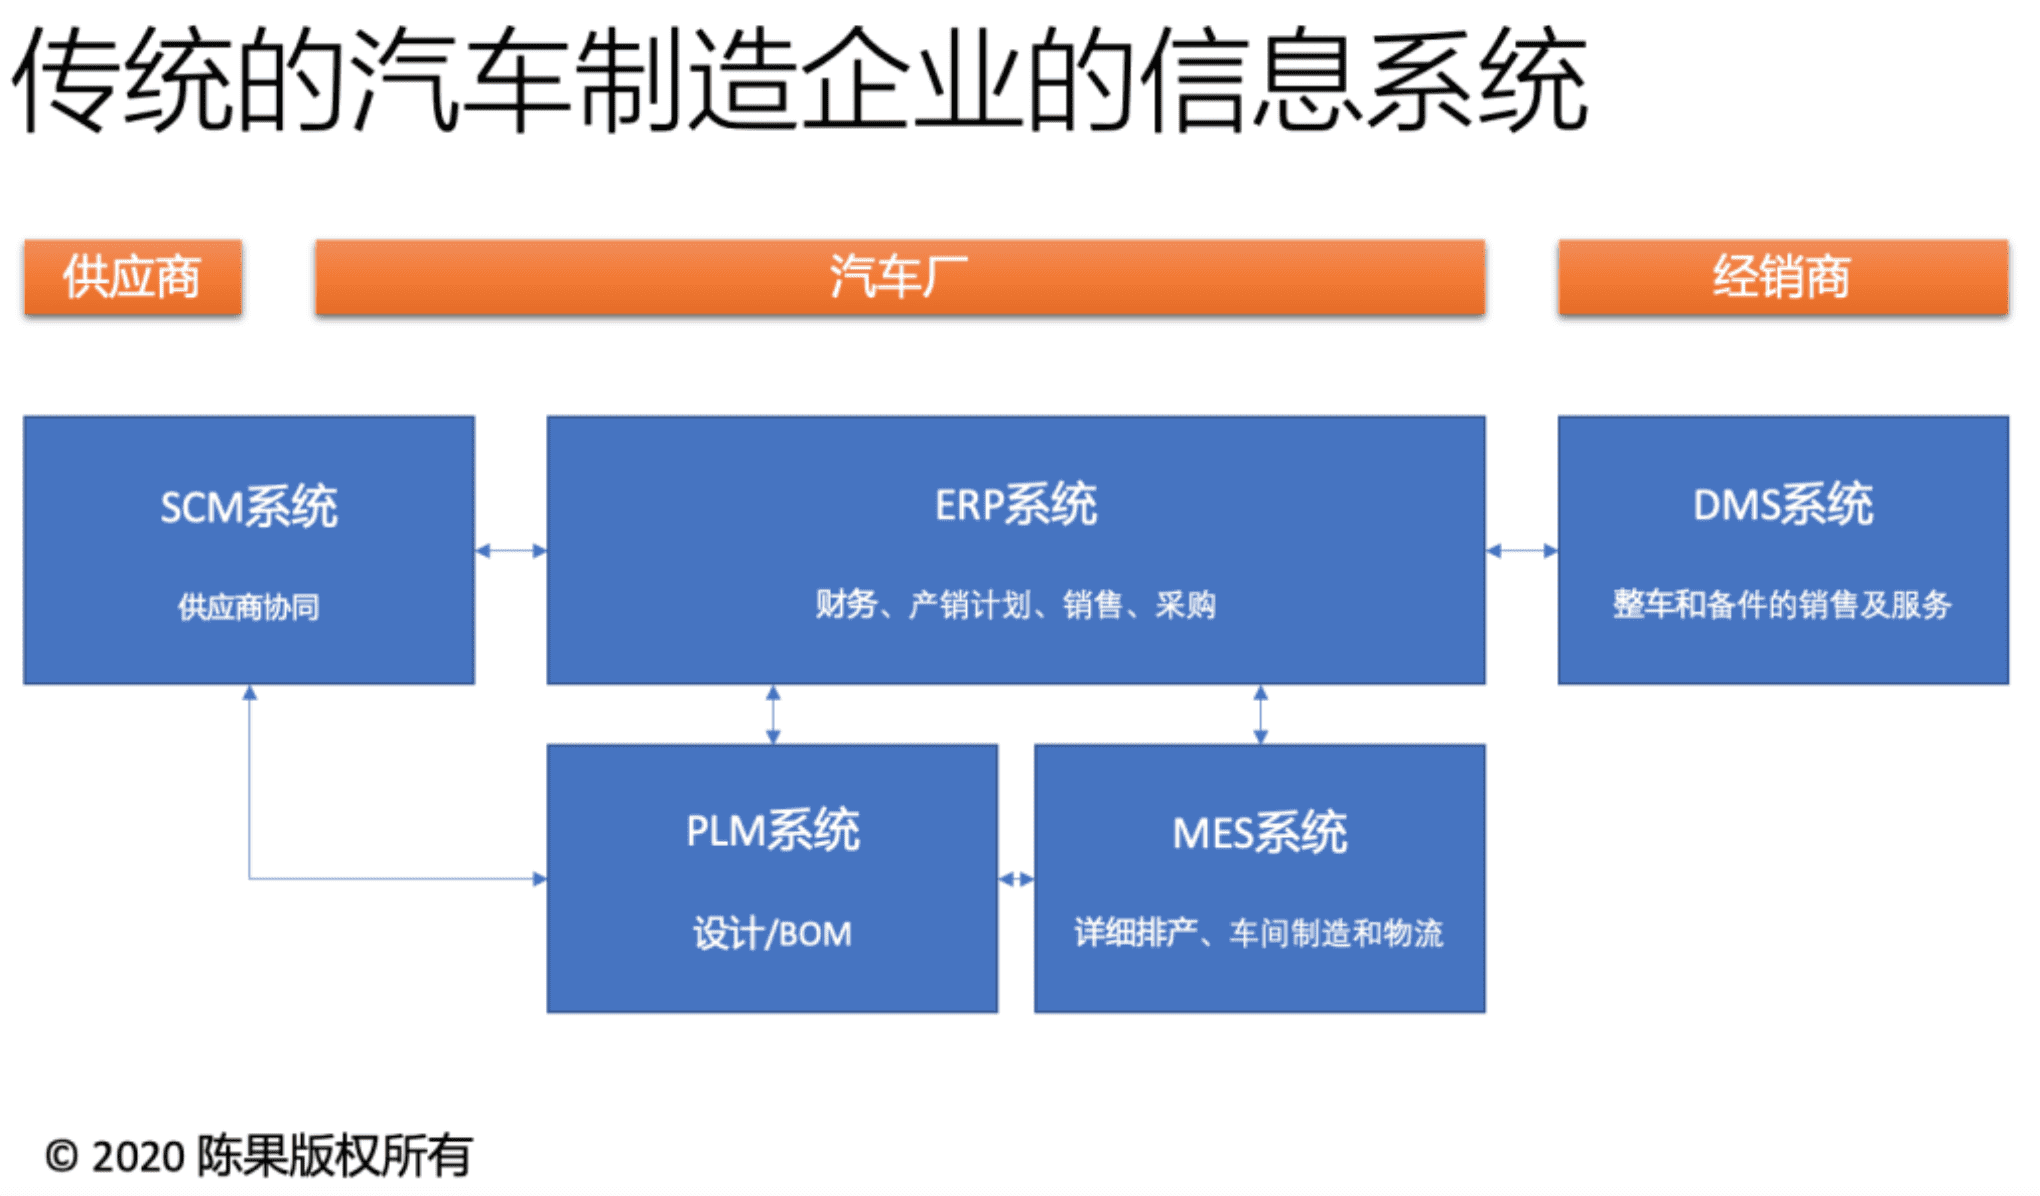 传统的汽车制造企业的信息系统
供应商
汽车厂
经销商
SCM系统
供应商协同
ERP系统
财务、产销计划、销售、采购
DMS系统
整车和备件的销售及服务
PLM系统
设计/BOM
MES系统
详细排产、车间制造和物流
© 2020 陈果版权所有